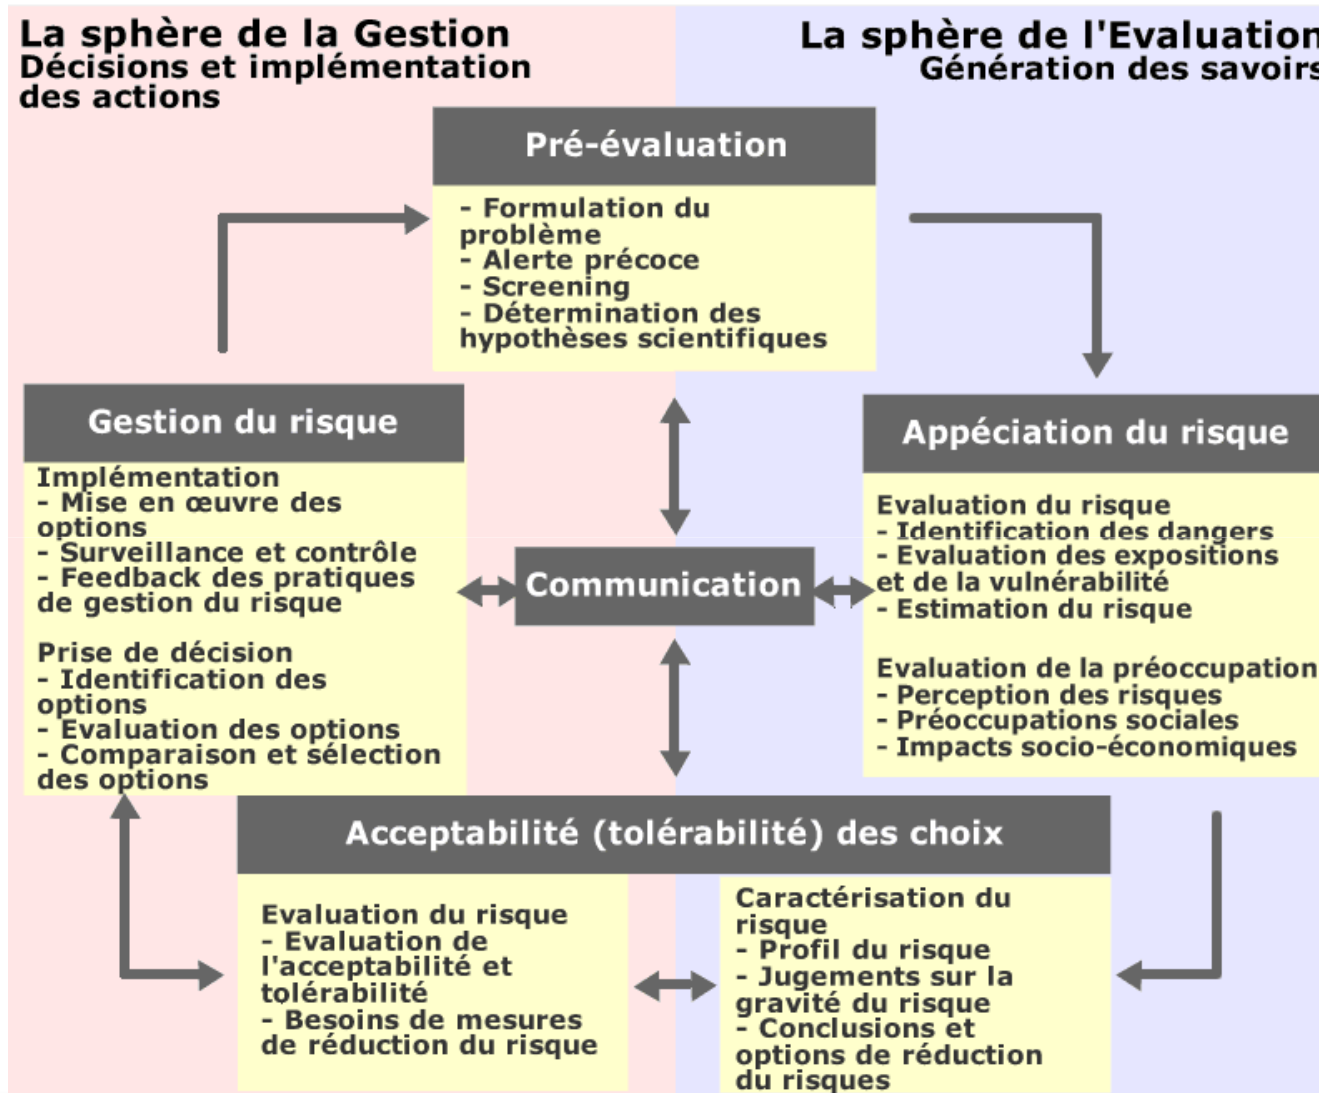 La sphère de la Gestion
Décisions et implémentation
des actions
La sphère de l'Evaluation
Génération des savoirs
Pré-évaluation
- Formulation du
problème
- Alerte précoce
- Screening
- Détermination des
hypothèses scientifiques
Gestion du risque
Implémentation
- Mise en œuvre des
options
- Surveillance et contrôle
- Feedback des pratiques
de gestion du risque
Prise de décision
- Identification des
options
- Evaluation des options
- Comparaison et sélection
des options
Communication
Appéciation du risque
Evaluation du risque
- Identification des dangers
- Evaluation des expositions
et de la vulnérabilité
- Estimation du risque
Evaluation de la préoccupation
- Perception des risques
- Préoccupations sociales
- Impacts socio-économiques
Acceptabilité (tolérabilité) des choix
Evaluation du risque
- Evaluation de
l'acceptabilité et
tolérabilité
- Besoins de mesures
de réduction du risque
Caractérisation du
risque
- Profil du risque
- Jugements sur la
gravité du risque
- Conclusions et
options de réduction
du risques